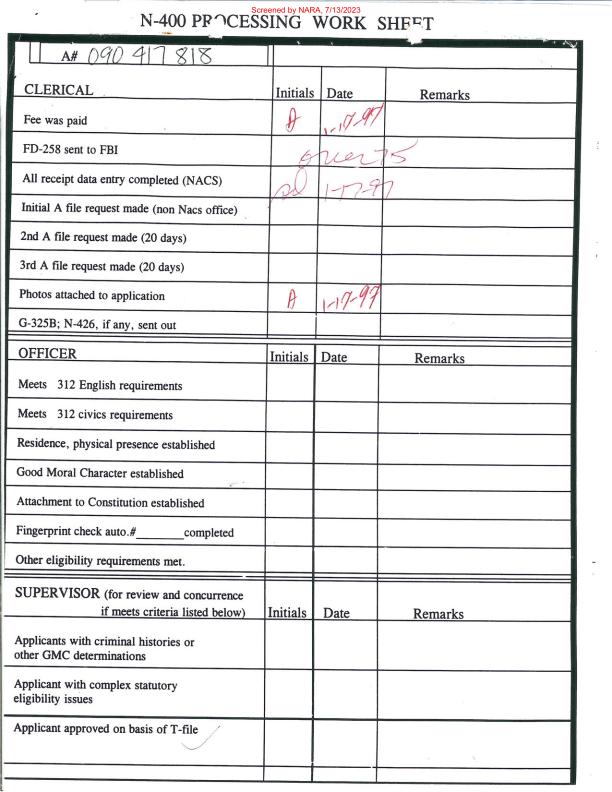 Screened by NARA, 7/13/2023
N-400 PROCESSING WORK SHEET
A# 090 417 818
CLERICAL Initials Date Remarks
Fee was paid A 1-17-97
FD-258 sent to FBI over 75
All receipt data entry completed (NACS) 1-17-97
Initial A file request made (non Nacs office)
2nd A file request made (20 days)
3rd A file request made (20 days)
Photos attached to application A 1-17-97
G-325B; N-426, if any, sent out
OFFICER Initials Date Remarks
Meets 312 English requirements
Meets 312 civics requirements
Residence, physical presence established
Good Moral Character established
Attachment to Constitution established
Fingerprint check auto.#________completed
Other eligibility requirements met.
SUPERVISOR (for review and concurrence
if meets criteria listed below) Initials Date Remarks
Applicants with criminal histories or
other GMC determinations
Applicant with complex statutory
eligibility issues
Applicant approved on basis of T-file